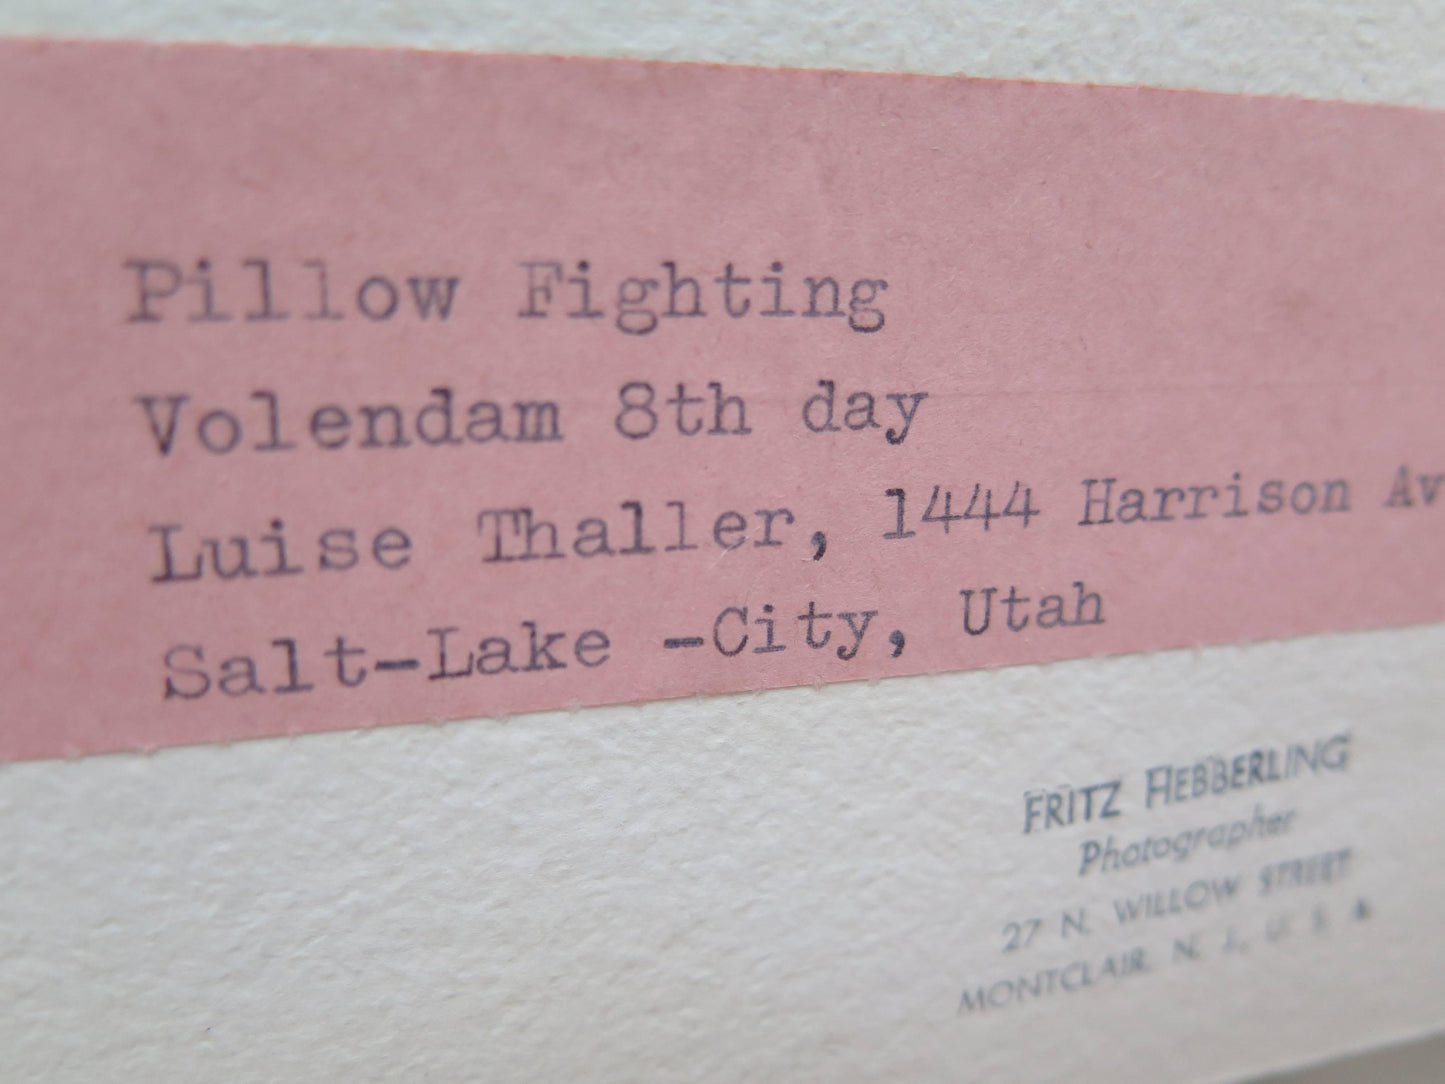 Pillow Fighting
Volendam 8th day
Luise Thaller, 1444 Harrison Av
Salt-Lake -City, Utah
FRITZ HEBBERLING
Photographer
27 N. WILLOW STREET
MONTCLAIR, N. J., U. S. A.